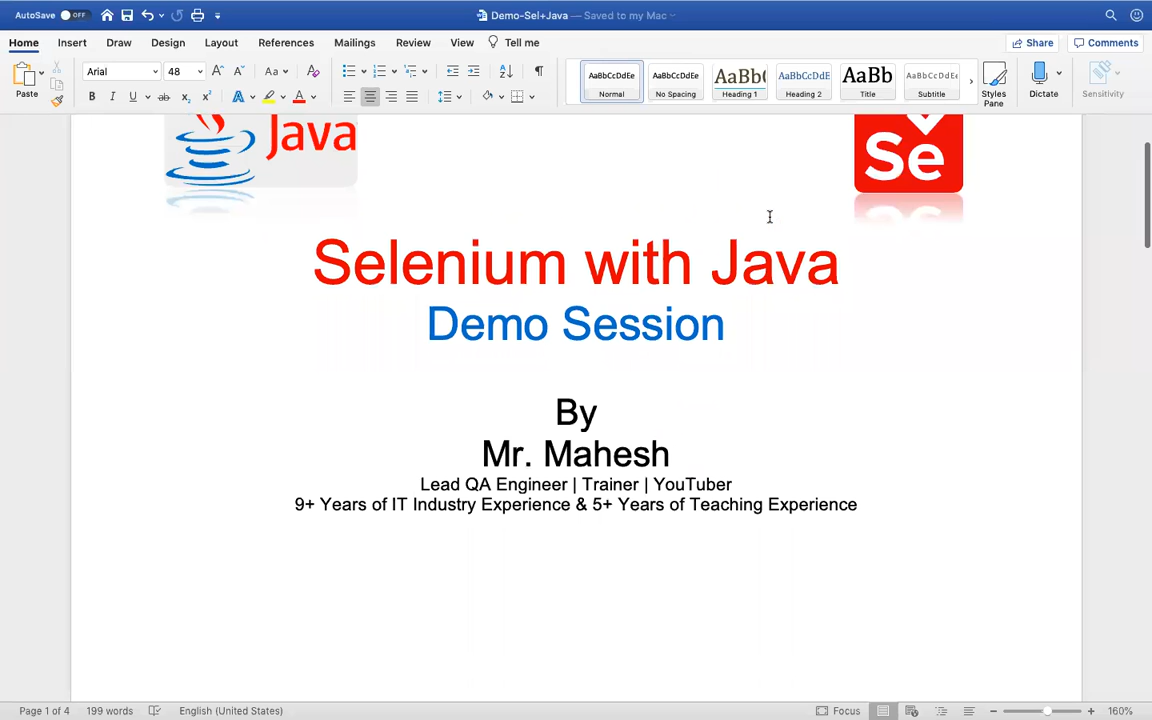 AutoSave OFF Demo-Sel+Java — Saved to my Mac
Home Insert Draw Design Layout References Mailings Review View Tell me Share Comments
Paste Arial 48 Aa AaBbCcDdEe Normal AaBbCcDdEe No Spacing AaBb( Heading 1 AaBbCcDdE Heading 2 AaBb Title AaBbCcDdEe Subtitle Styles Pane Dictate Sensitivity
Java
Se
Selenium with Java
Demo Session
By
Mr. Mahesh
Lead QA Engineer | Trainer | YouTuber
9+ Years of IT Industry Experience & 5+ Years of Teaching Experience
Page 1 of 4 199 words English (United States) Focus 160%